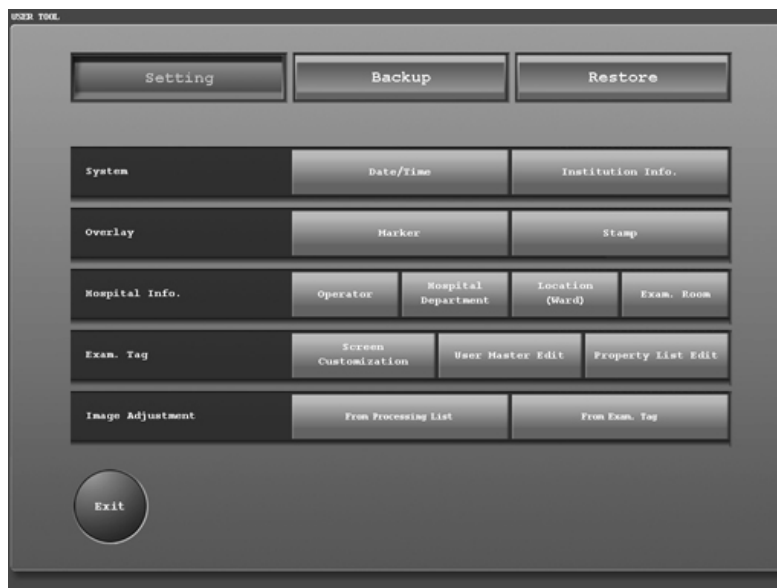 USER TOOL
Setting Backup Restore
System Date/Time Institution Info.
Overlay Marker Stamp
Hospital Info. Operator Hospital Department Location (Ward) Exam. Room
Exam. Tag Screen Customization User Master Edit Property List Edit
Image Adjustment From Processing List From Exam. Tag
Exit